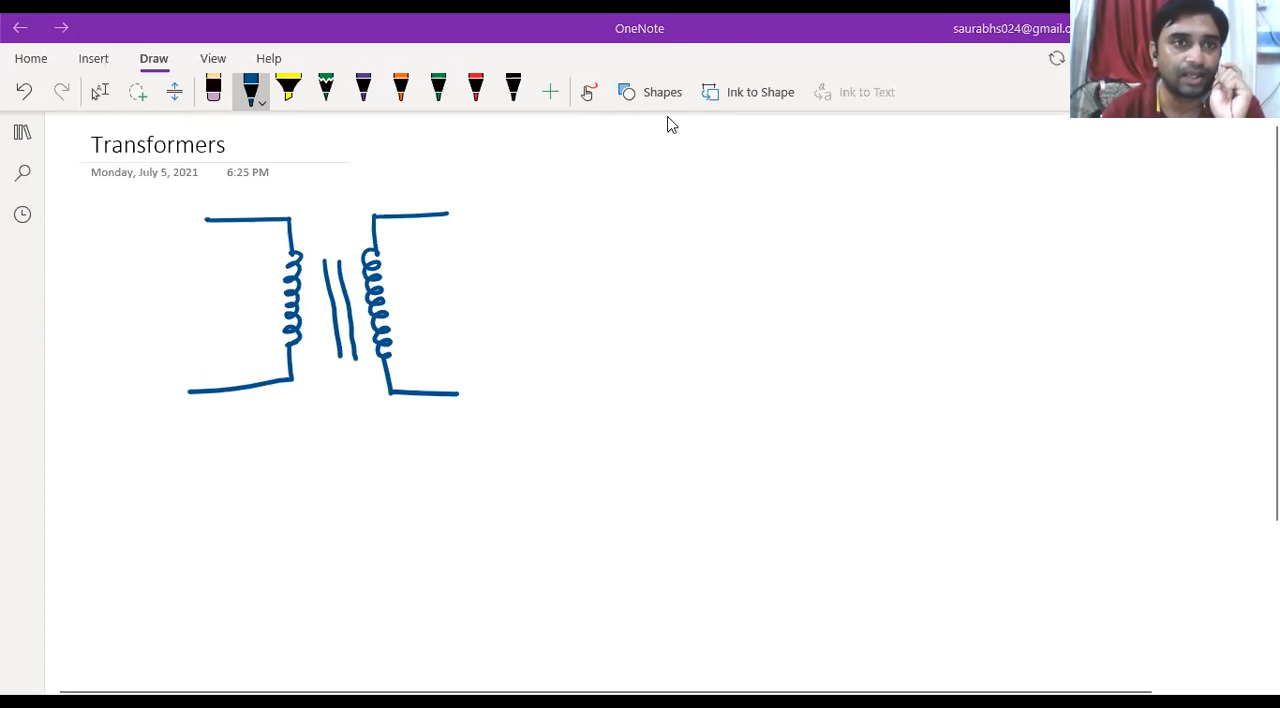 OneNote
saurabhs024@gmail.c
Home Insert Draw View Help
Shapes Ink to Shape Ink to Text
Transformers
Monday, July 5, 2021 6:25 PM